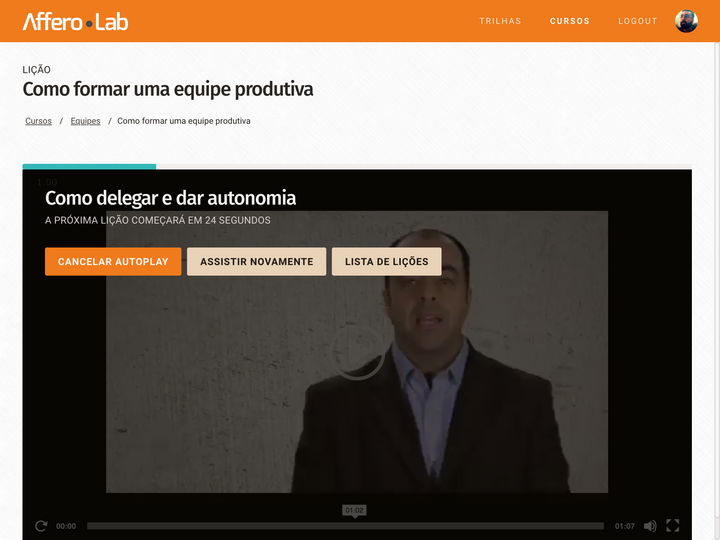 Affero•Lab
TRILHAS CURSOS LOGOUT
LIÇÃO
Como formar uma equipe produtiva
Cursos / Equipes / Como formar uma equipe produtiva
1.00
Como delegar e dar autonomia
A PRÓXIMA LIÇÃO COMEÇARÁ EM 24 SEGUNDOS
CANCELAR AUTOPLAY ASSISTIR NOVAMENTE LISTA DE LIÇÕES
01:02
00:00 01:07